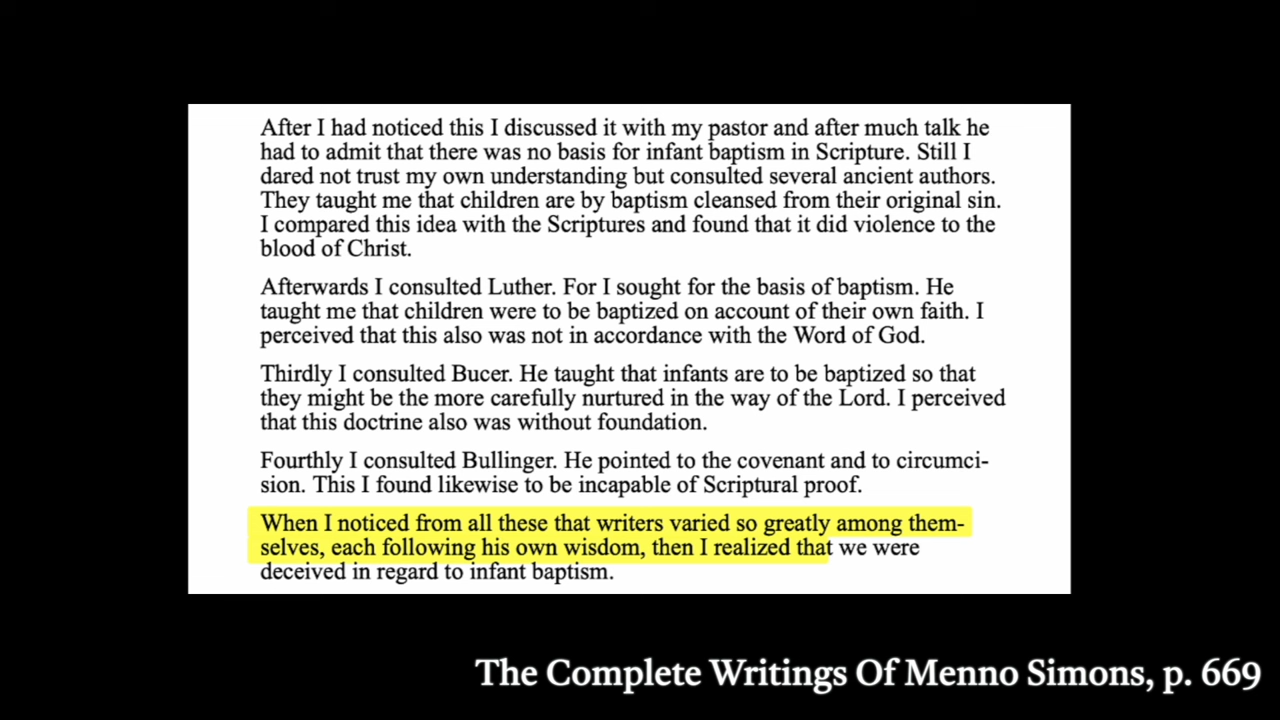 After I had noticed this I discussed it with my pastor and after much talk he
had to admit that there was no basis for infant baptism in Scripture. Still I
dared not trust my own understanding but consulted several ancient authors.
They taught me that children are by baptism cleansed from their original sin.
I compared this idea with the Scriptures and found that it did violence to the
blood of Christ.
Afterwards I consulted Luther. For I sought for the basis of baptism. He
taught me that children were to be baptized on account of their own faith. I
perceived that this also was not in accordance with the Word of God.
Thirdly I consulted Bucer. He taught that infants are to be baptized so that
they might be the more carefully nurtured in the way of the Lord. I perceived
that this doctrine also was without foundation.
Fourthly I consulted Bullinger. He pointed to the covenant and to circumci-
sion. This I found likewise to be incapable of Scriptural proof.
When I noticed from all these that writers varied so greatly among them-
selves, each following his own wisdom, then I realized that we were
deceived in regard to infant baptism.
The Complete Writings Of Menno Simons, p. 669